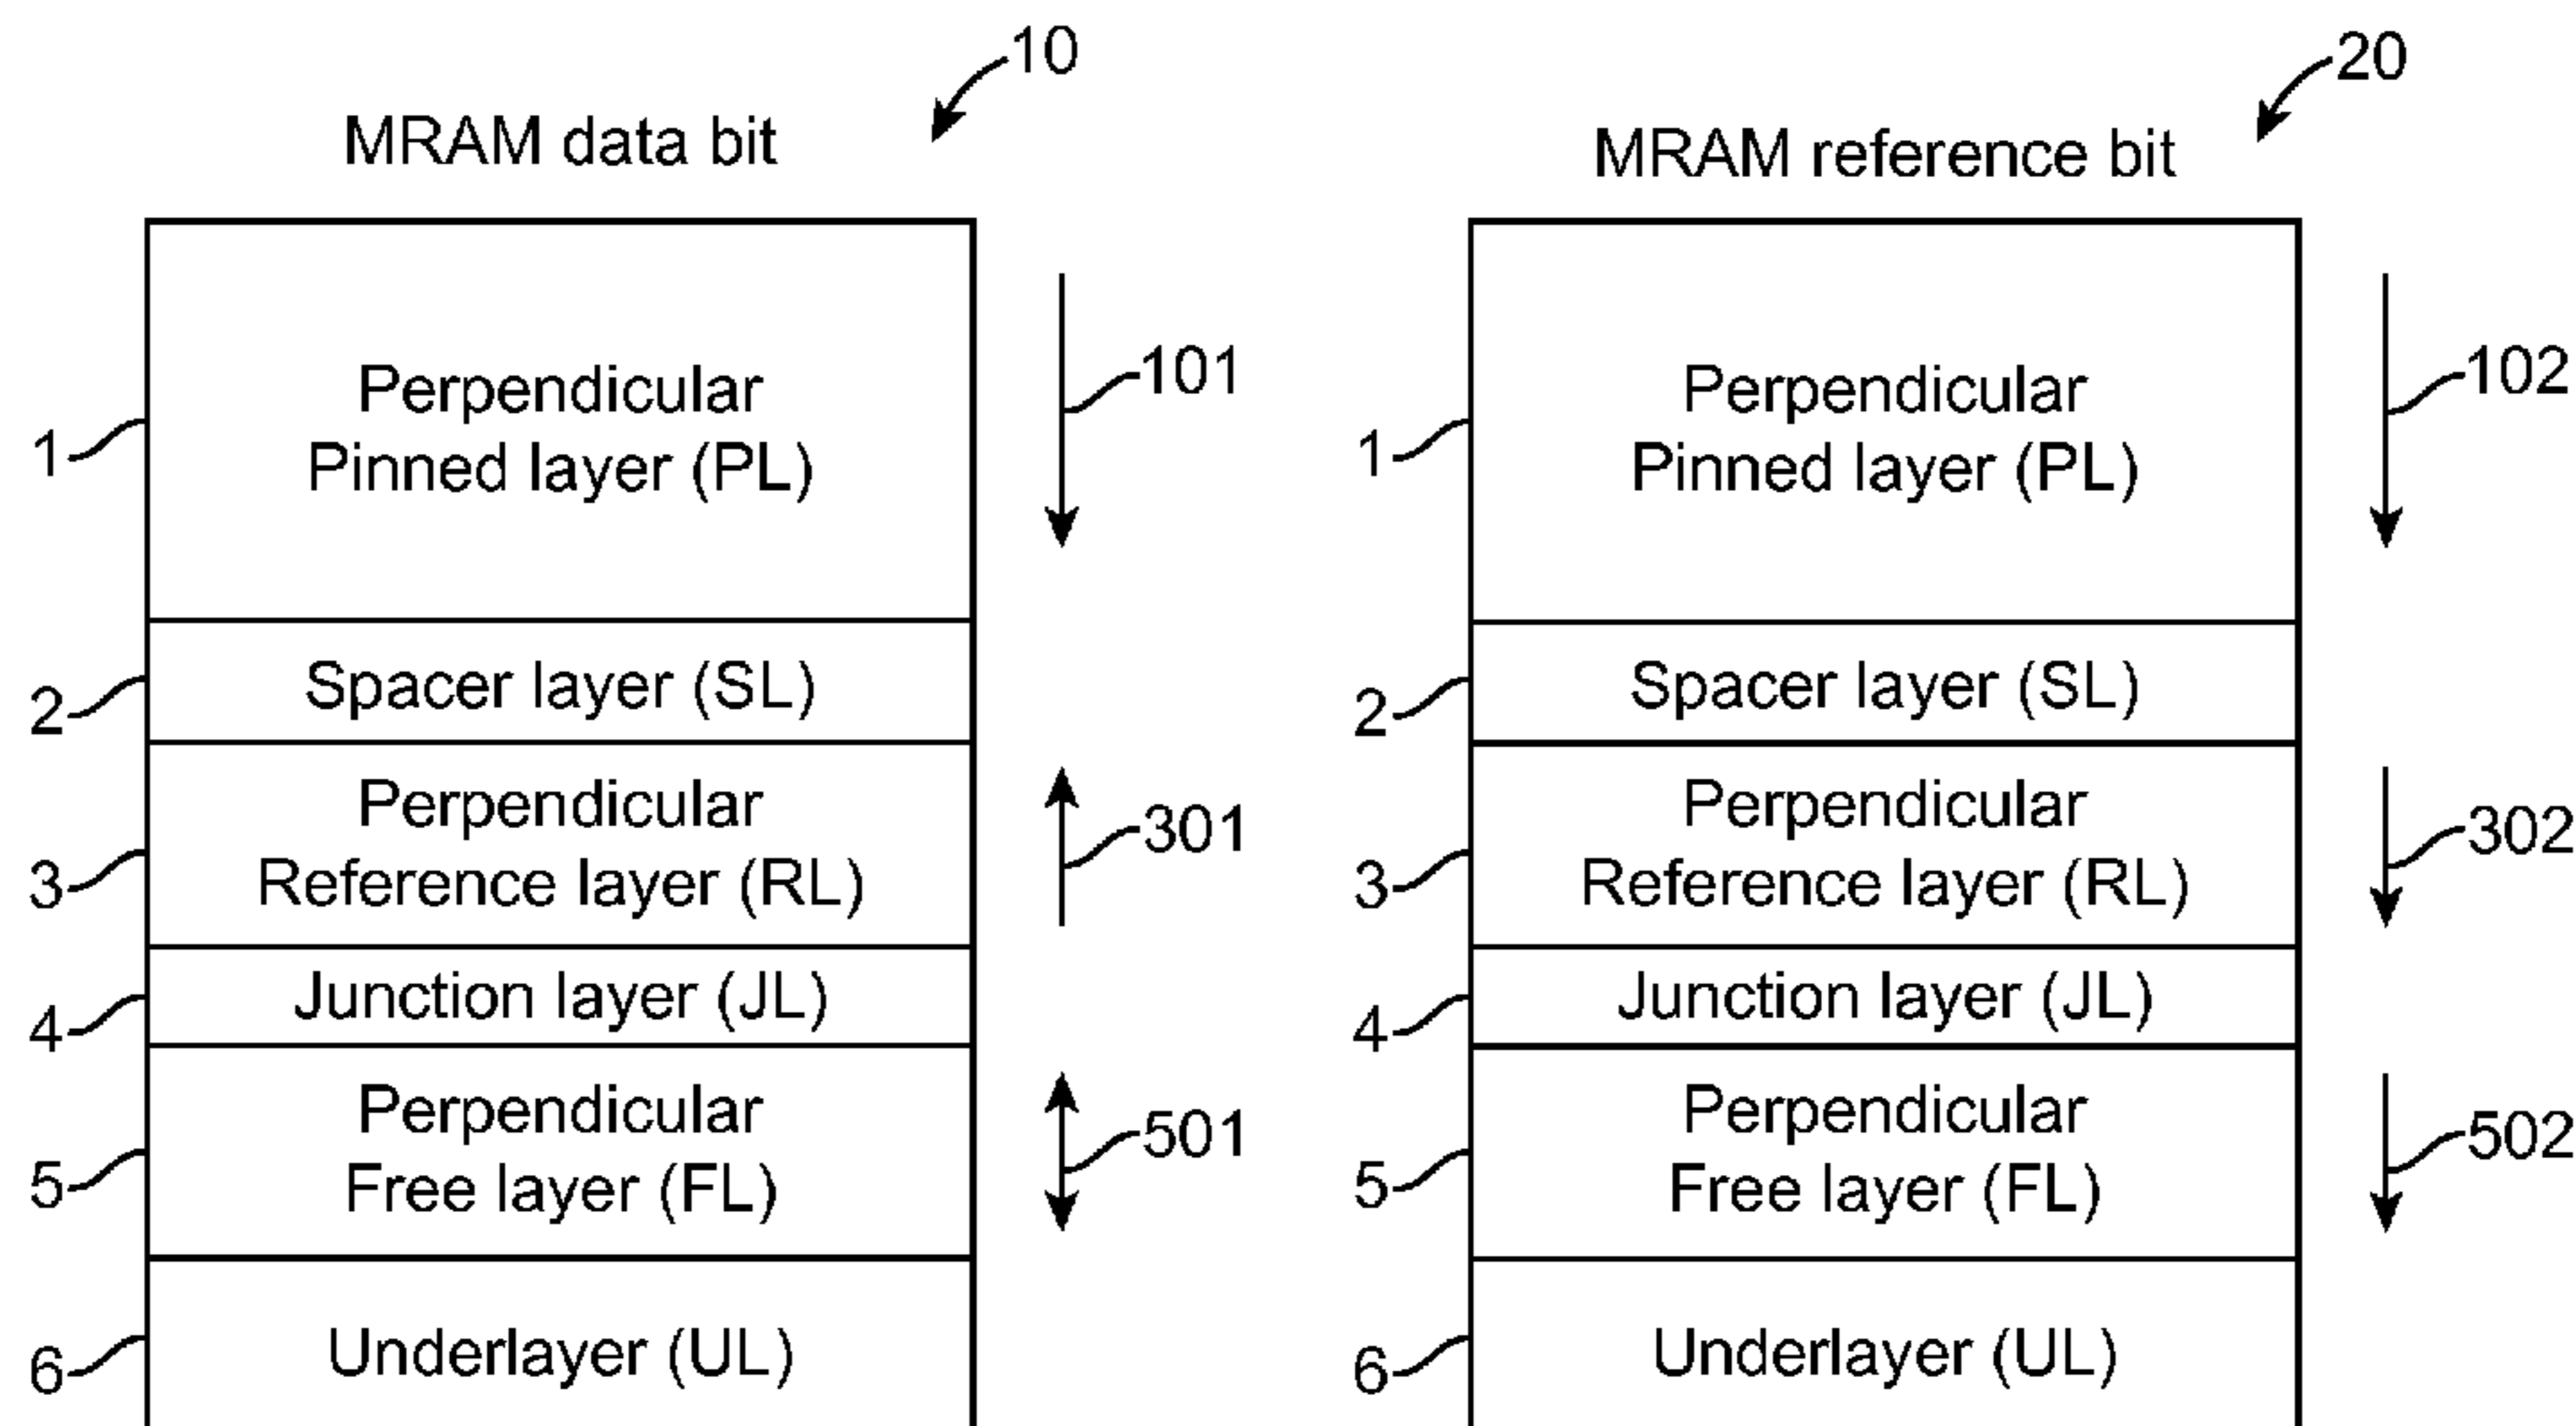 10
MRAM data bit
1
Perpendicular
Pinned layer (PL)
101
2
Spacer layer (SL)
3
Perpendicular
Reference layer (RL)
301
4
Junction layer (JL)
5
Perpendicular
Free layer (FL)
501
6
Underlayer (UL)
20
MRAM reference bit
1
Perpendicular
Pinned layer (PL)
102
2
Spacer layer (SL)
3
Perpendicular
Reference layer (RL)
302
4
Junction layer (JL)
5
Perpendicular
Free layer (FL)
502
6
Underlayer (UL)